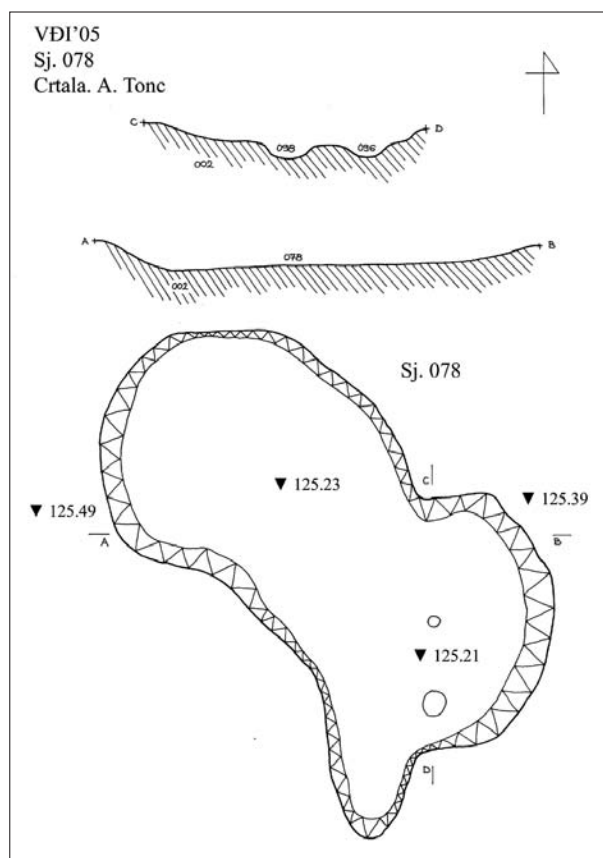 VĐI’05
Sj. 078
Crtala. A. Tonc
C D
098 096
002
A B
078
002
Sj. 078
C
▼ 125.23
▼ 125.39
▼ 125.49
A B
▼ 125.21
D